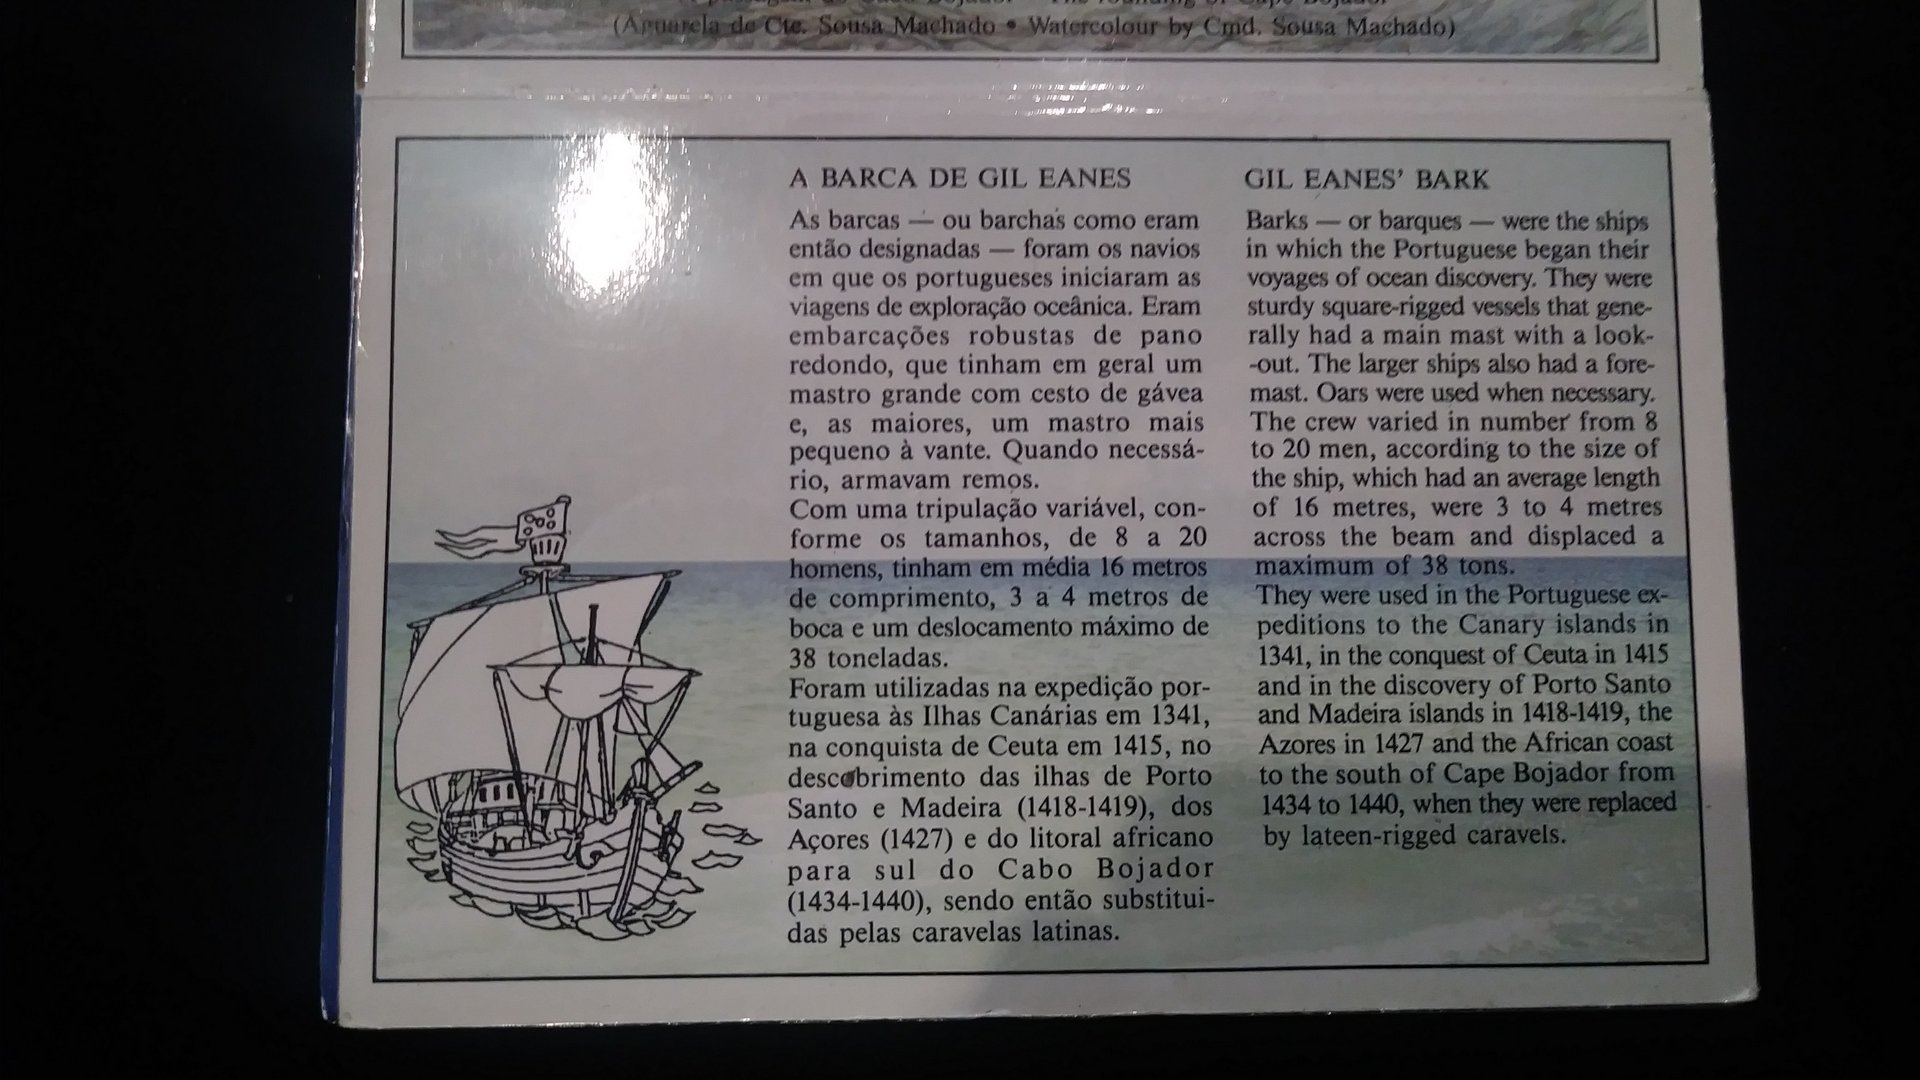 (Aguarela de Cte. Sousa Machado • Watercolour by Cmd. Sousa Machado)
A BARCA DE GIL EANES
As barcas — ou barchas como eram
então designadas — foram os navios
em que os portugueses iniciaram as
viagens de exploração oceânica. Eram
embarcações robustas de pano
redondo, que tinham em geral um
mastro grande com cesto de gávea
e, as maiores, um mastro mais
pequeno à vante. Quando necessá-
rio, armavam remos.
Com uma tripulação variável, con-
forme os tamanhos, de 8 a 20
homens, tinham em média 16 metros
de comprimento, 3 a 4 metros de
boca e um deslocamento máximo de
38 toneladas.
Foram utilizadas na expedição por-
tuguesa às Ilhas Canárias em 1341,
na conquista de Ceuta em 1415, no
descobrimento das ilhas de Porto
Santo e Madeira (1418-1419), dos
Açores (1427) e do litoral africano
para sul do Cabo Bojador
(1434-1440), sendo então substituí-
das pelas caravelas latinas.
GIL EANES' BARK
Barks — or barques — were the ships
in which the Portuguese began their
voyages of ocean discovery. They were
sturdy square-rigged vessels that gene-
rally had a main mast with a look-
-out. The larger ships also had a fore-
mast. Oars were used when necessary.
The crew varied in number from 8
to 20 men, according to the size of
the ship, which had an average length
of 16 metres, were 3 to 4 metres
across the beam and displaced a
maximum of 38 tons.
They were used in the Portuguese ex-
peditions to the Canary islands in
1341, in the conquest of Ceuta in 1415
and in the discovery of Porto Santo
and Madeira islands in 1418-1419, the
Azores in 1427 and the African coast
to the south of Cape Bojador from
1434 to 1440, when they were replaced
by lateen-rigged caravels.